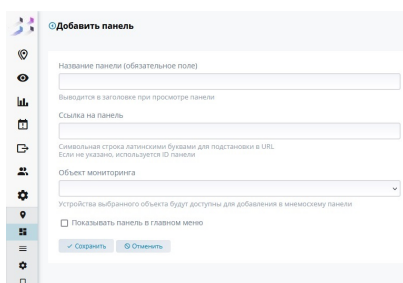 Добавить панель
Название панели (обязательное поле)
Выводится в заголовке при просмотре панели
Ссылка на панель
Символьная строка латинскими буквами для подстановки в URL
Если не указано, используется ID панели
Объект мониторинга
Устройства выбранного объекта будут доступны для добавления в мнемосхему панели
Показывать панель в главном меню
Сохранить
Отменить